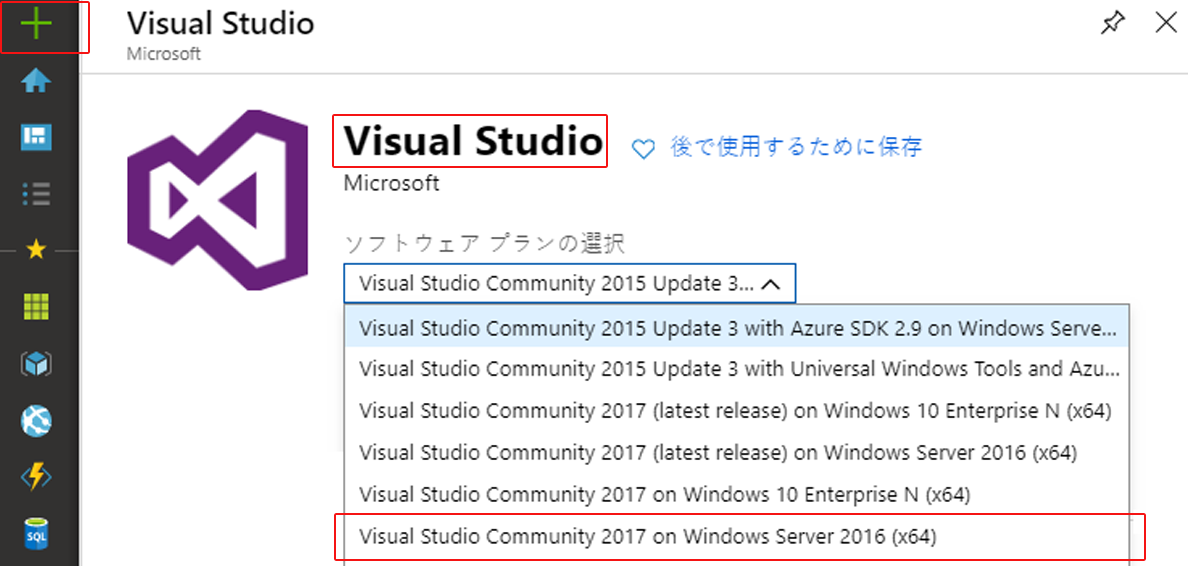 Visual Studio
Microsoft
Visual Studio
後で使用するために保存
Microsoft
ソフトウェア プランの選択
Visual Studio Community 2015 Update 3...
Visual Studio Community 2015 Update 3 with Azure SDK 2.9 on Windows Serve...
Visual Studio Community 2015 Update 3 with Universal Windows Tools and Azu...
Visual Studio Community 2017 (latest release) on Windows 10 Enterprise N (x64)
Visual Studio Community 2017 (latest release) on Windows Server 2016 (x64)
Visual Studio Community 2017 on Windows 10 Enterprise N (x64)
Visual Studio Community 2017 on Windows Server 2016 (x64)
SQL